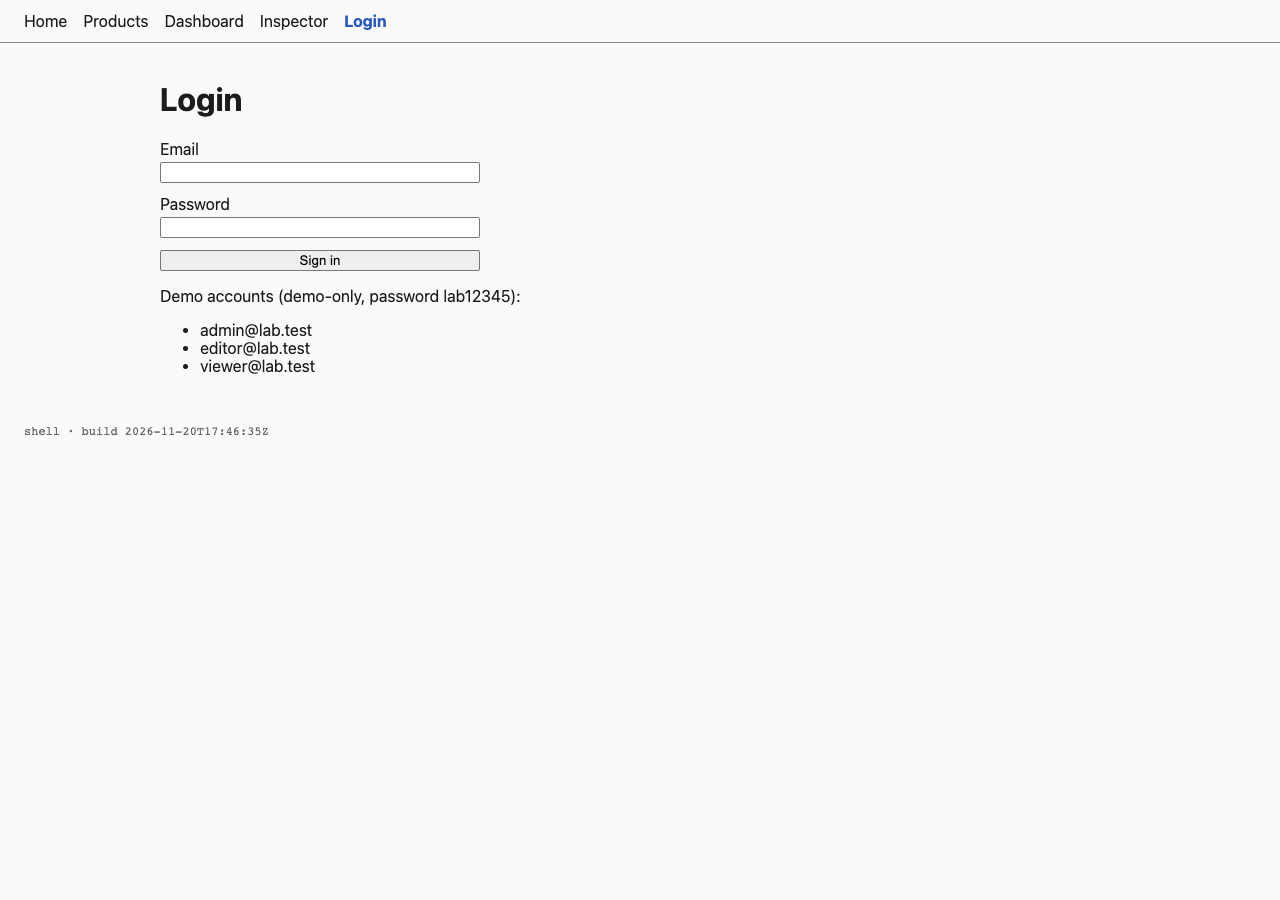 Home Products Dashboard Inspector Login
Login
Email
Password
Sign in
Demo accounts (demo-only, password lab12345):
• admin@lab.test
• editor@lab.test
• viewer@lab.test
shell · build 2026-11-20T17:46:35Z